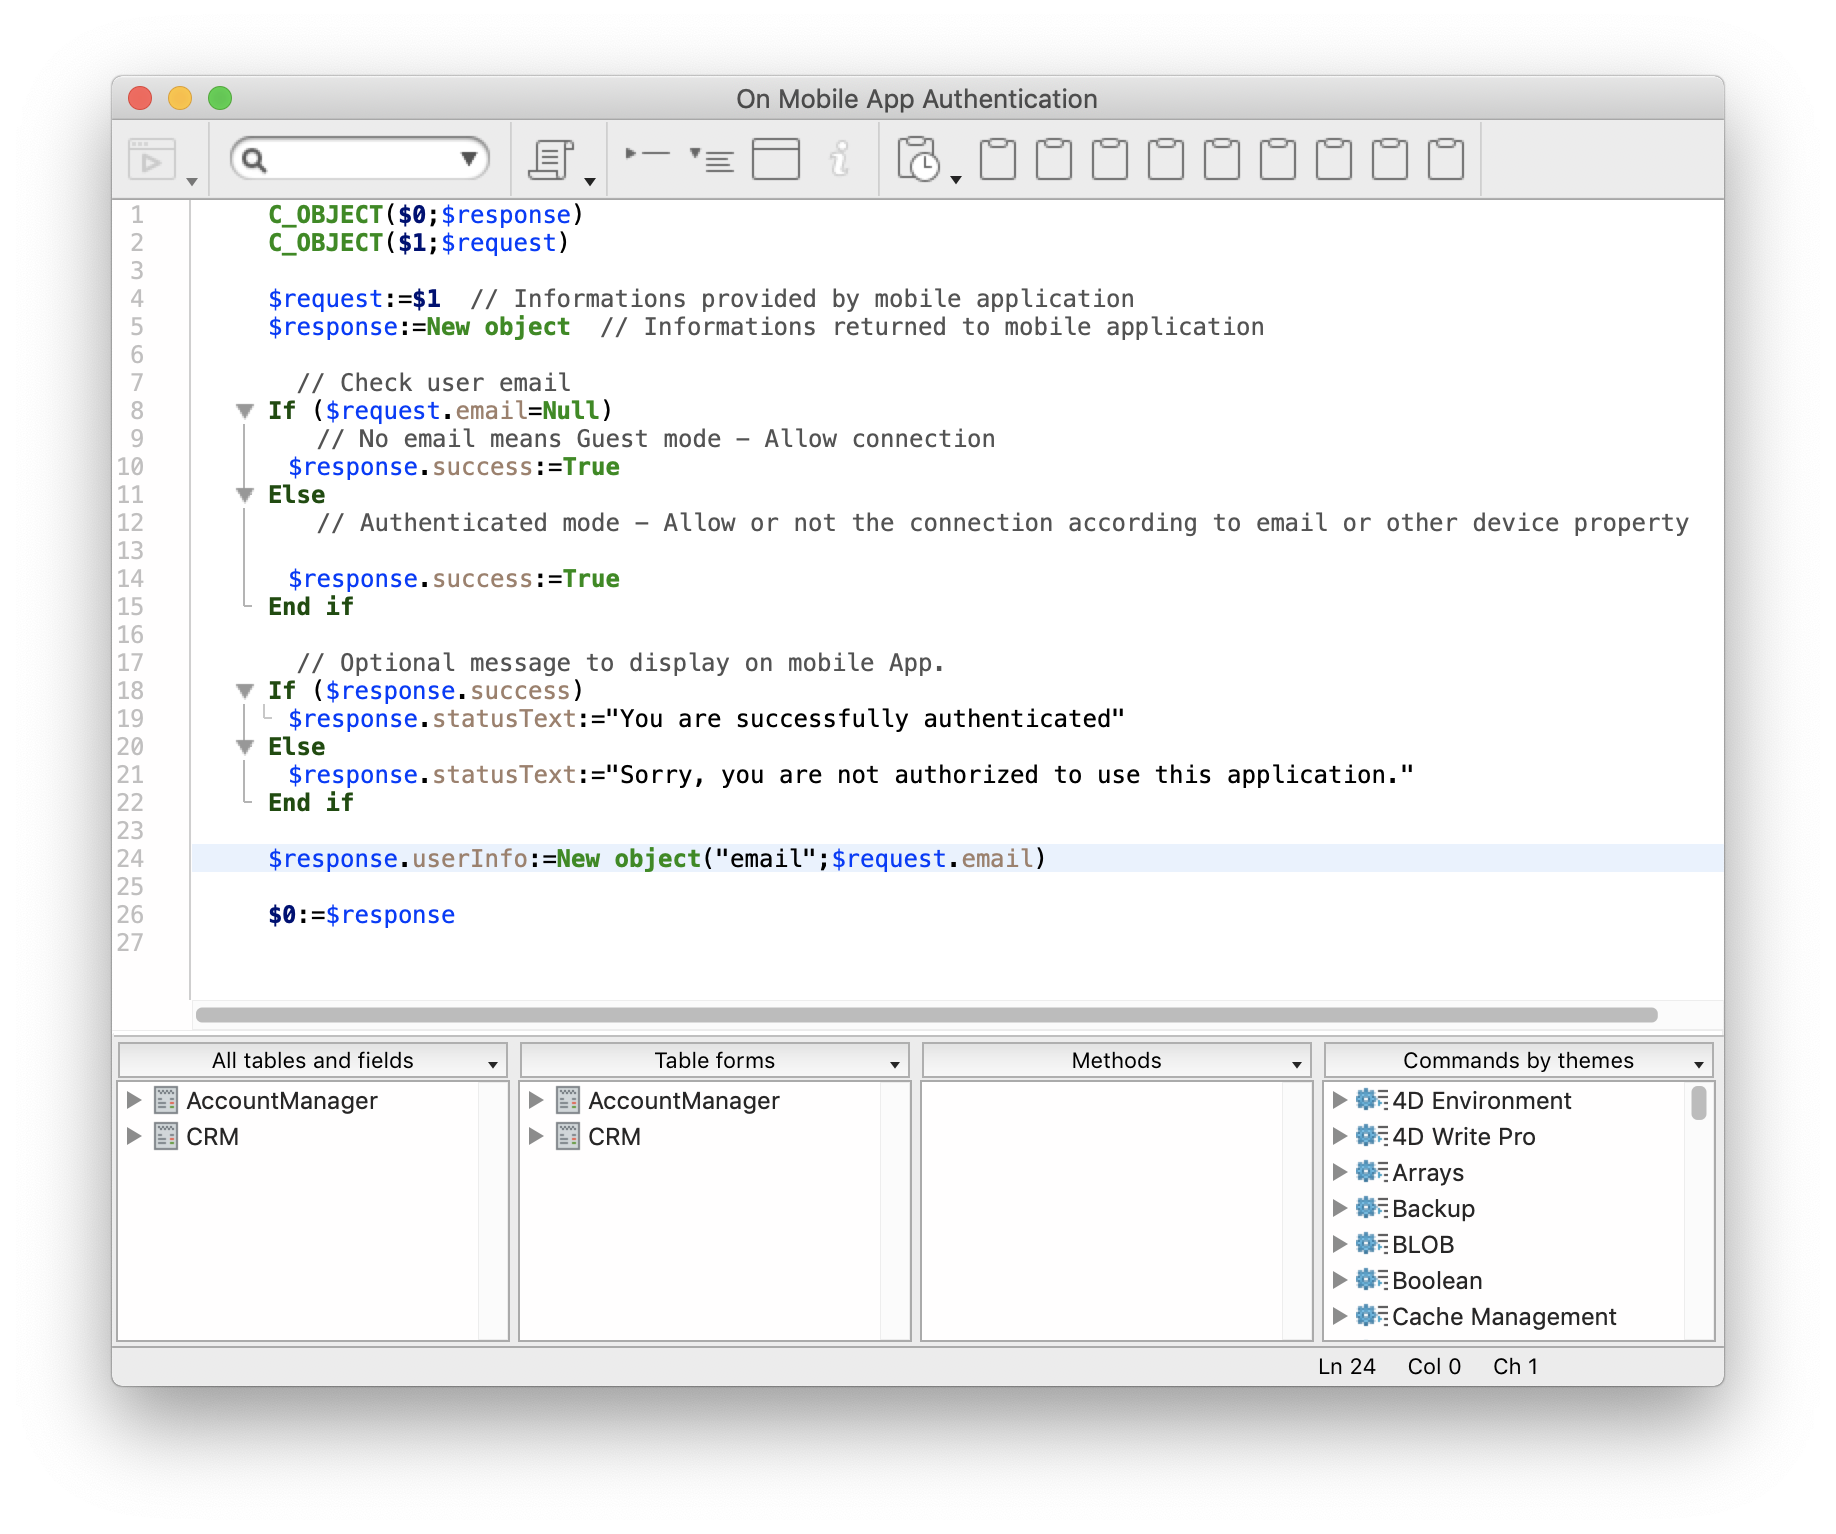 On Mobile App Authentication
1 C_OBJECT($0;$response)
2 C_OBJECT($1;$request)
3
4 $request:=$1 // Informations provided by mobile application
5 $response:=New object // Informations returned to mobile application
6
7 // Check user email
8 If ($request.email=Null)
9 // No email means Guest mode – Allow connection
10 $response.success:=True
11 Else
12 // Authenticated mode – Allow or not the connection according to email or other device property
13
14 $response.success:=True
15 End if
16
17 // Optional message to display on mobile App.
18 If ($response.success)
19 $response.statusText:="You are successfully authenticated"
20 Else
21 $response.statusText:="Sorry, you are not authorized to use this application."
22 End if
23
24 $response.userInfo:=New object("email";$request.email)
25
26 $0:=$response
27
All tables and fields
AccountManager
CRM
Table forms
AccountManager
CRM
Methods
Commands by themes
4D Environment
4D Write Pro
Arrays
Backup
BLOB
Boolean
Cache Management
Ln 24 Col 0 Ch 1